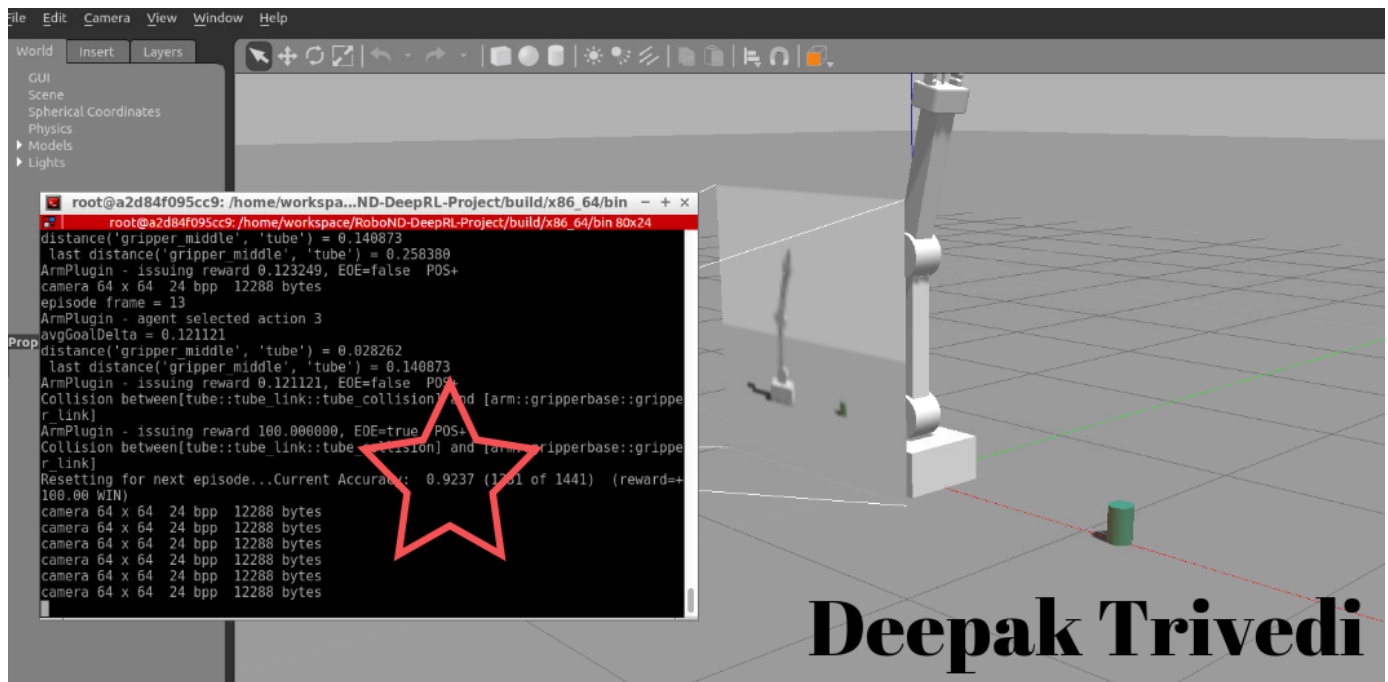 File Edit Camera View Window Help
World Insert Layers
GUI
Scene
Spherical Coordinates
Physics
Models
Lights
Prop
root@a2d84f095cc9: /home/workspa...ND-DeepRL-Project/build/x86_64/bin
root@a2d84f095cc9: /home/workspace/RoboND-DeepRL-Project/build/x86_64/bin 80x24
distance('gripper_middle', 'tube') = 0.140873
last distance('gripper_middle', 'tube') = 0.258380
ArmPlugin - issuing reward 0.123249, EOE=false POS+
camera 64 x 64 24 bpp 12288 bytes
episode frame = 13
ArmPlugin - agent selected action 3
avgGoalDelta = 0.121121
distance('gripper_middle', 'tube') = 0.028262
last distance('gripper_middle', 'tube') = 0.140873
ArmPlugin - issuing reward 0.121121, EOE=false POS+
Collision between[tube::tube_link::tube_collision] and [arm::gripperbase::grippe
r_link]
ArmPlugin - issuing reward 100.000000, EOE=true POS+
Collision between[tube::tube_link::tube_collision] and [arm::gripperbase::grippe
r_link]
Resetting for next episode...Current Accuracy: 0.9237 of 1441) (reward=+
100.00 WIN)
camera 64 x 64 24 bpp 12288 bytes
camera 64 x 64 24 bpp 12288 bytes
camera 64 x 64 24 bpp 12288 bytes
camera 64 x 64 24 bpp 12288 bytes
camera 64 x 64 24 bpp 12288 bytes
camera 64 x 64 24 bpp 12288 bytes
Deepak Trivedi